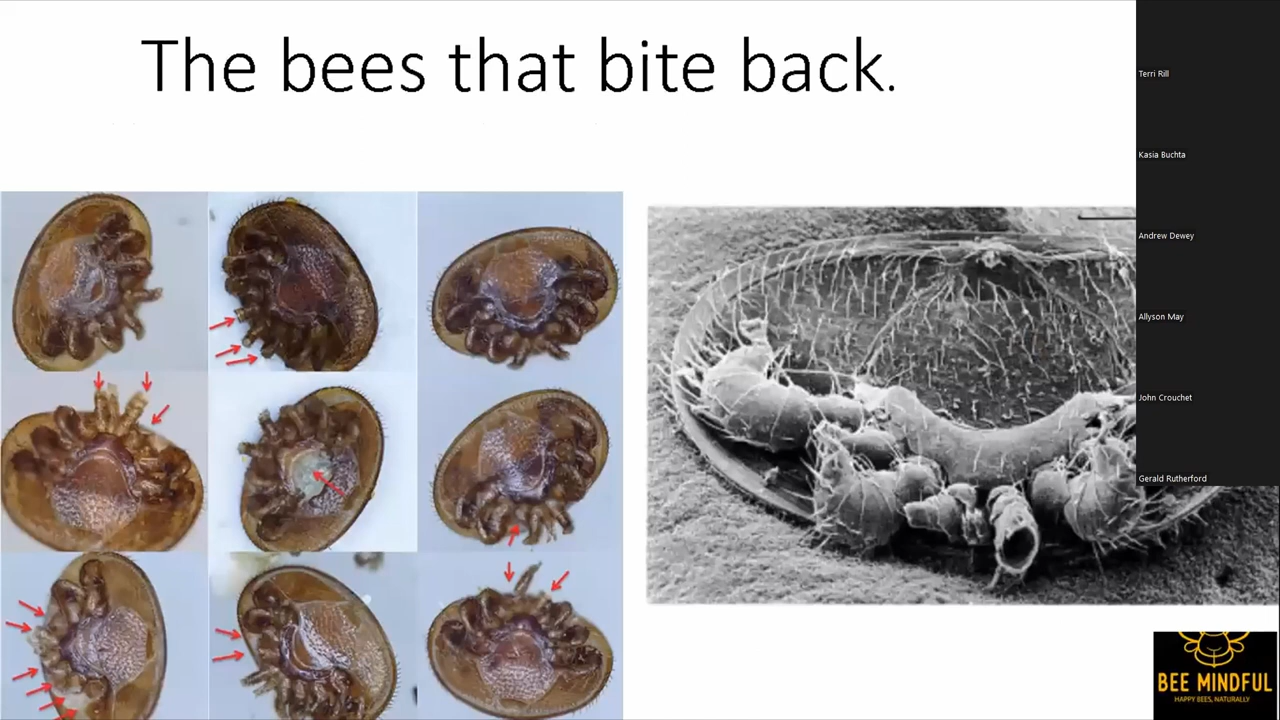 The bees that bite back.
Terri Rill
Kasia Buchta
Andrew Dewey
Allyson May
John Crouchet
Gerald Rutherford
BEE MINDFUL
HAPPY BEES, NATURALLY